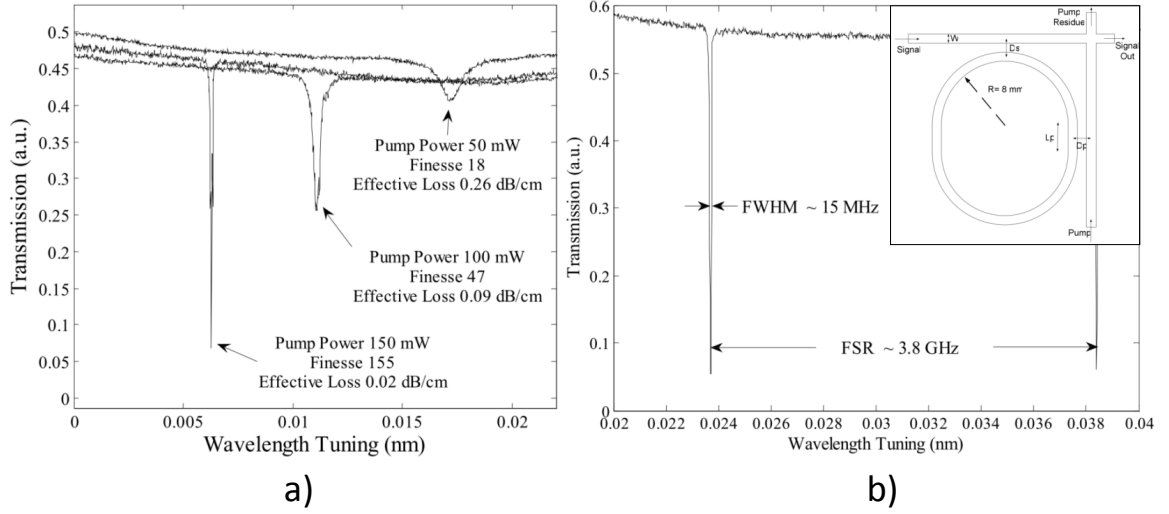 a)
0.5
0.45
0.4
0.35
0.3
0.25
0.2
0.15
0.1
0.05
0
Transmission (a.u.)
Pump Power 50 mW
Finesse 18
Effective Loss 0.26 dB/cm
Pump Power 100 mW
Finesse 47
Effective Loss 0.09 dB/cm
Pump Power 150 mW
Finesse 155
Effective Loss 0.02 dB/cm
0 0.005 0.01 0.015 0.02
Wavelength Tuning (nm)
a)
b)
0.6
0.5
0.4
0.3
0.2
0.1
0
Transmission (a.u.)
FWHM ~ 15 MHz
FSR ~ 3.8 GHz
Pump
Residue
Signal
W
Ds
Signal
Out
R= 8 mm
Lp
Dp
Pump
0.02 0.022 0.024 0.026 0.028 0.03 0.032 0.034 0.036 0.038 0.04
Wavelength Tuning (nm)
b)